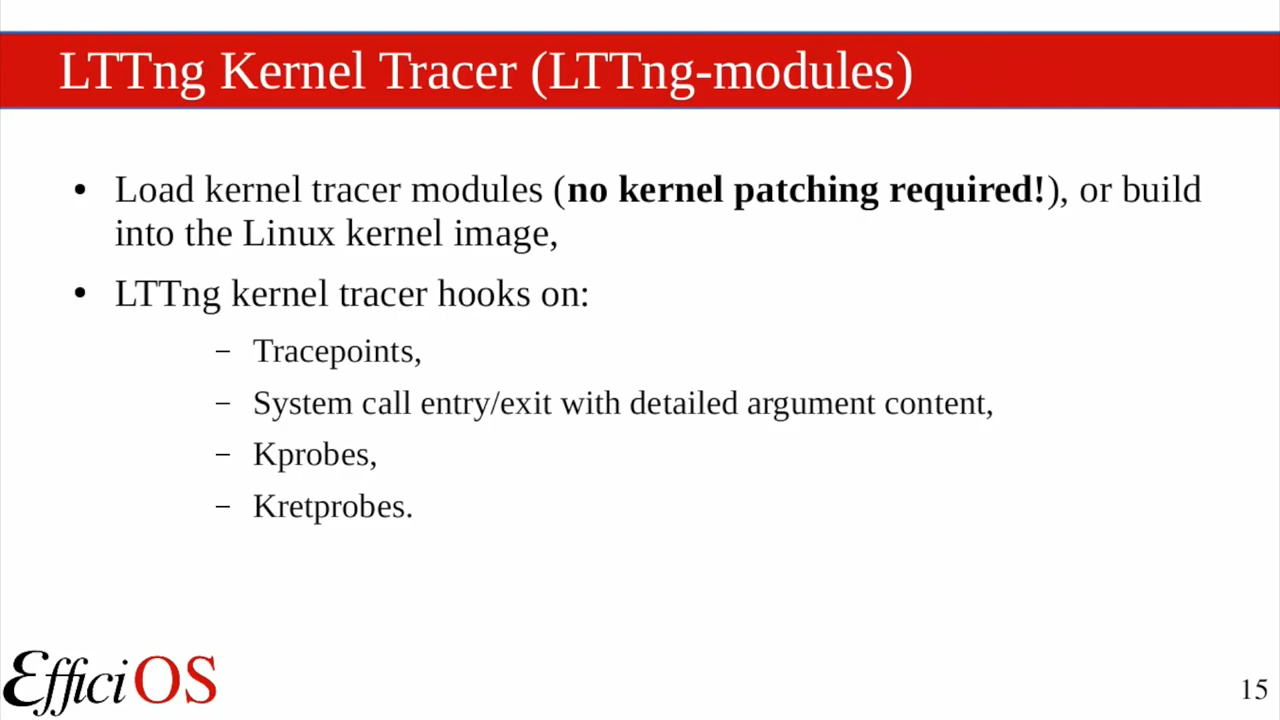 LTTng Kernel Tracer (LTTng-modules)
• Load kernel tracer modules (no kernel patching required!), or build
into the Linux kernel image,
• LTTng kernel tracer hooks on:
– Tracepoints,
– System call entry/exit with detailed argument content,
– Kprobes,
– Kretprobes.
EfficiOS
15